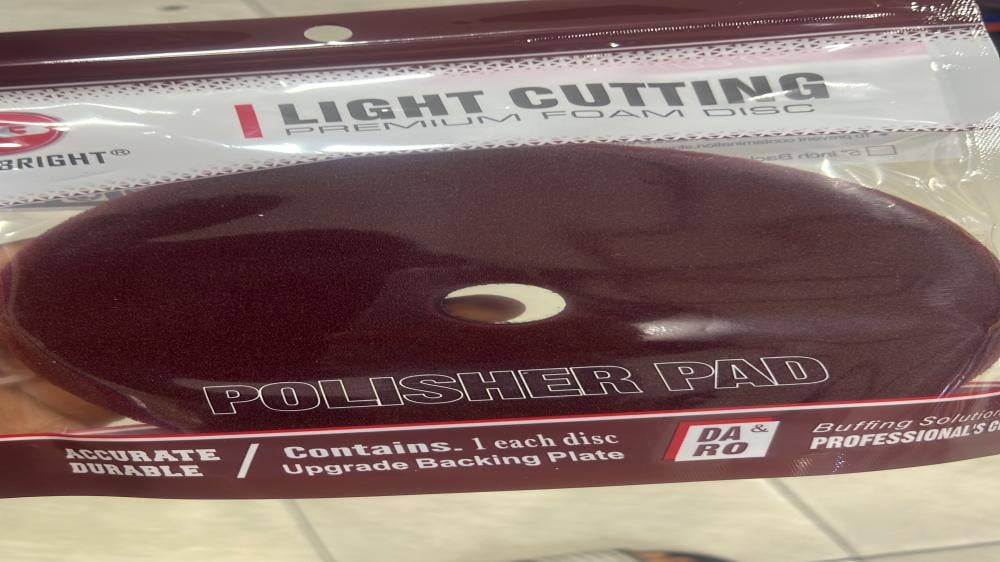 LIGHT CUTTING
PREMIUM FOAM DISC
BRIGHT®
POLISHER PAD
ACCURATE
DURABLE
/
Contains. 1 each disc
Upgrade Backing Plate
DA &
RO
Buffing
PROFESSIONAL'S